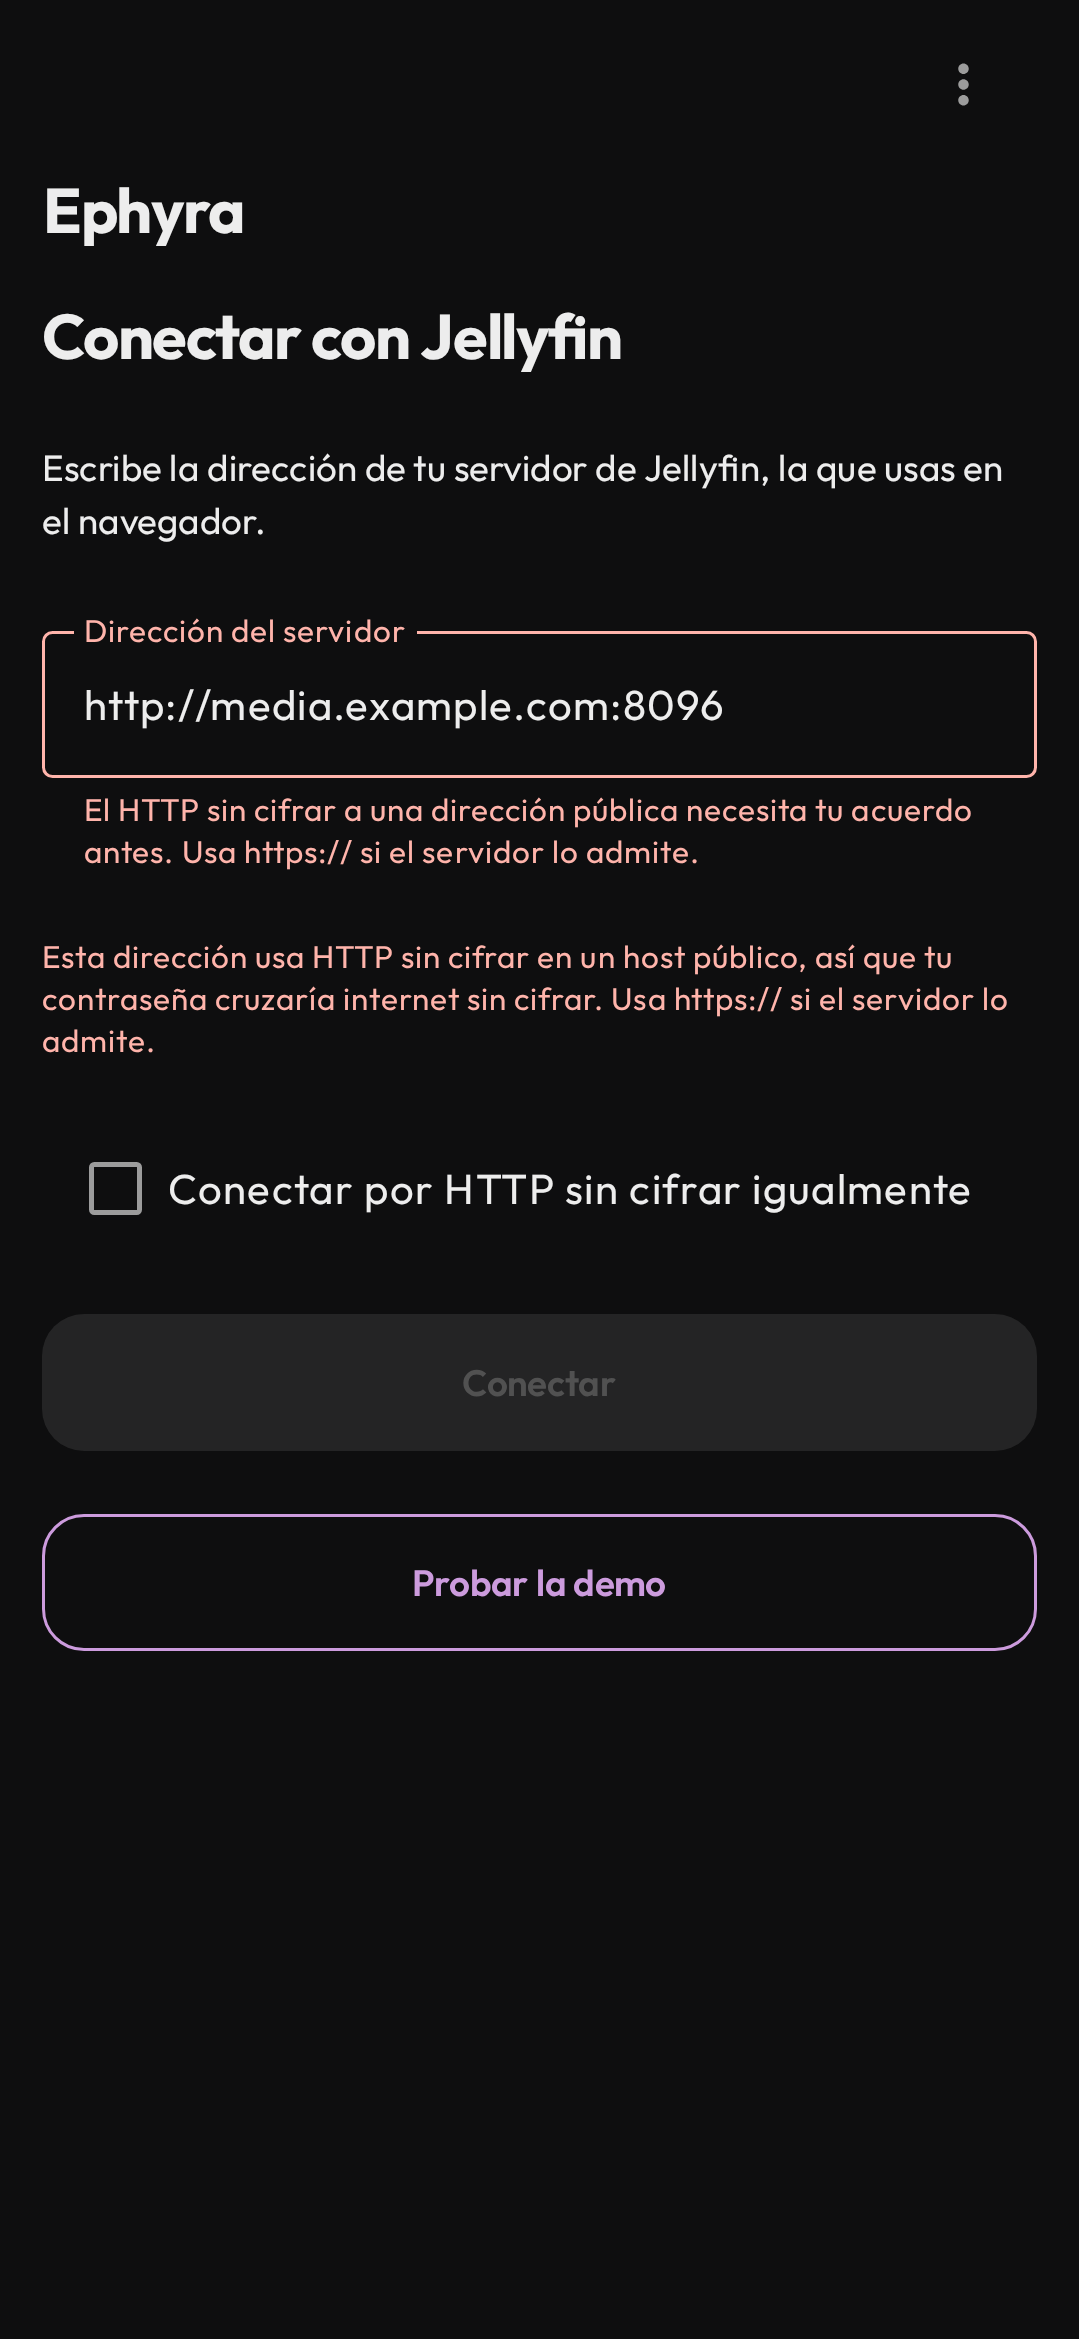 Ephyra
Conectar con Jellyfin
Escribe la dirección de tu servidor de Jellyfin, la que usas en
el navegador.
Dirección del servidor
http://media.example.com:8096
El HTTP sin cifrar a una dirección pública necesita tu acuerdo
antes. Usa https:// si el servidor lo admite.
Esta dirección usa HTTP sin cifrar en un host público, así que tu
contraseña cruzaría internet sin cifrar. Usa https:// si el servidor lo
admite.
Conectar por HTTP sin cifrar igualmente
Conectar
Probar la demo